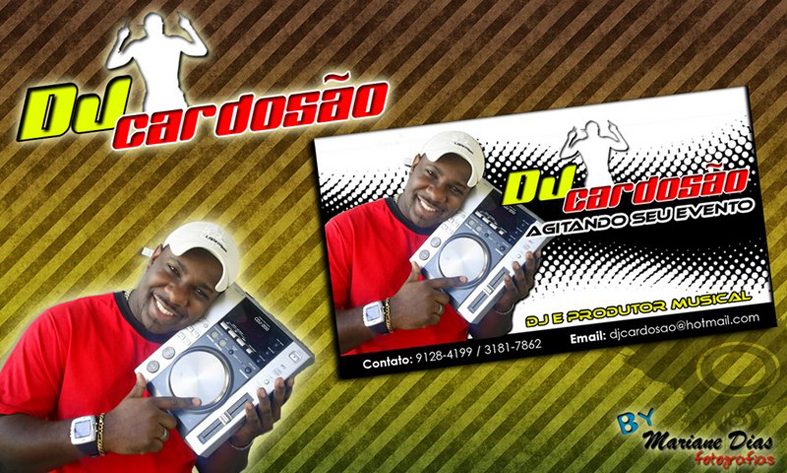 DJ
cardosão
DJ
cardosão
AGITANDO SEU EVENTO
DJ E PRODUTOR MUSICAL
Contato: 9128-4199 / 3181-7862
Email: djcardosao@hotmail.com
BY
Mariane Dias
fotografias